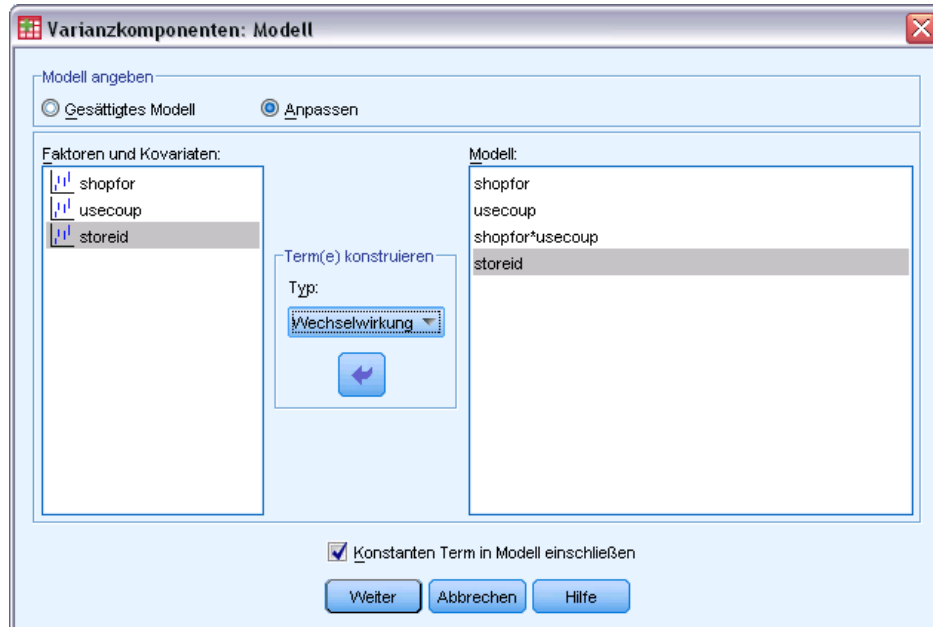 Varianzkomponenten: Modell
Modell angeben
Gesättigtes Modell
Anpassen
Faktoren und Kovariaten:
shopfor
usecoup
storeid
Term(e) konstruieren
Typ:
Wechselwirkung
Modell:
shopfor
usecoup
shopfor*usecoup
storeid
Konstanten Term in Modell einschließen
Weiter
Abbrechen
Hilfe